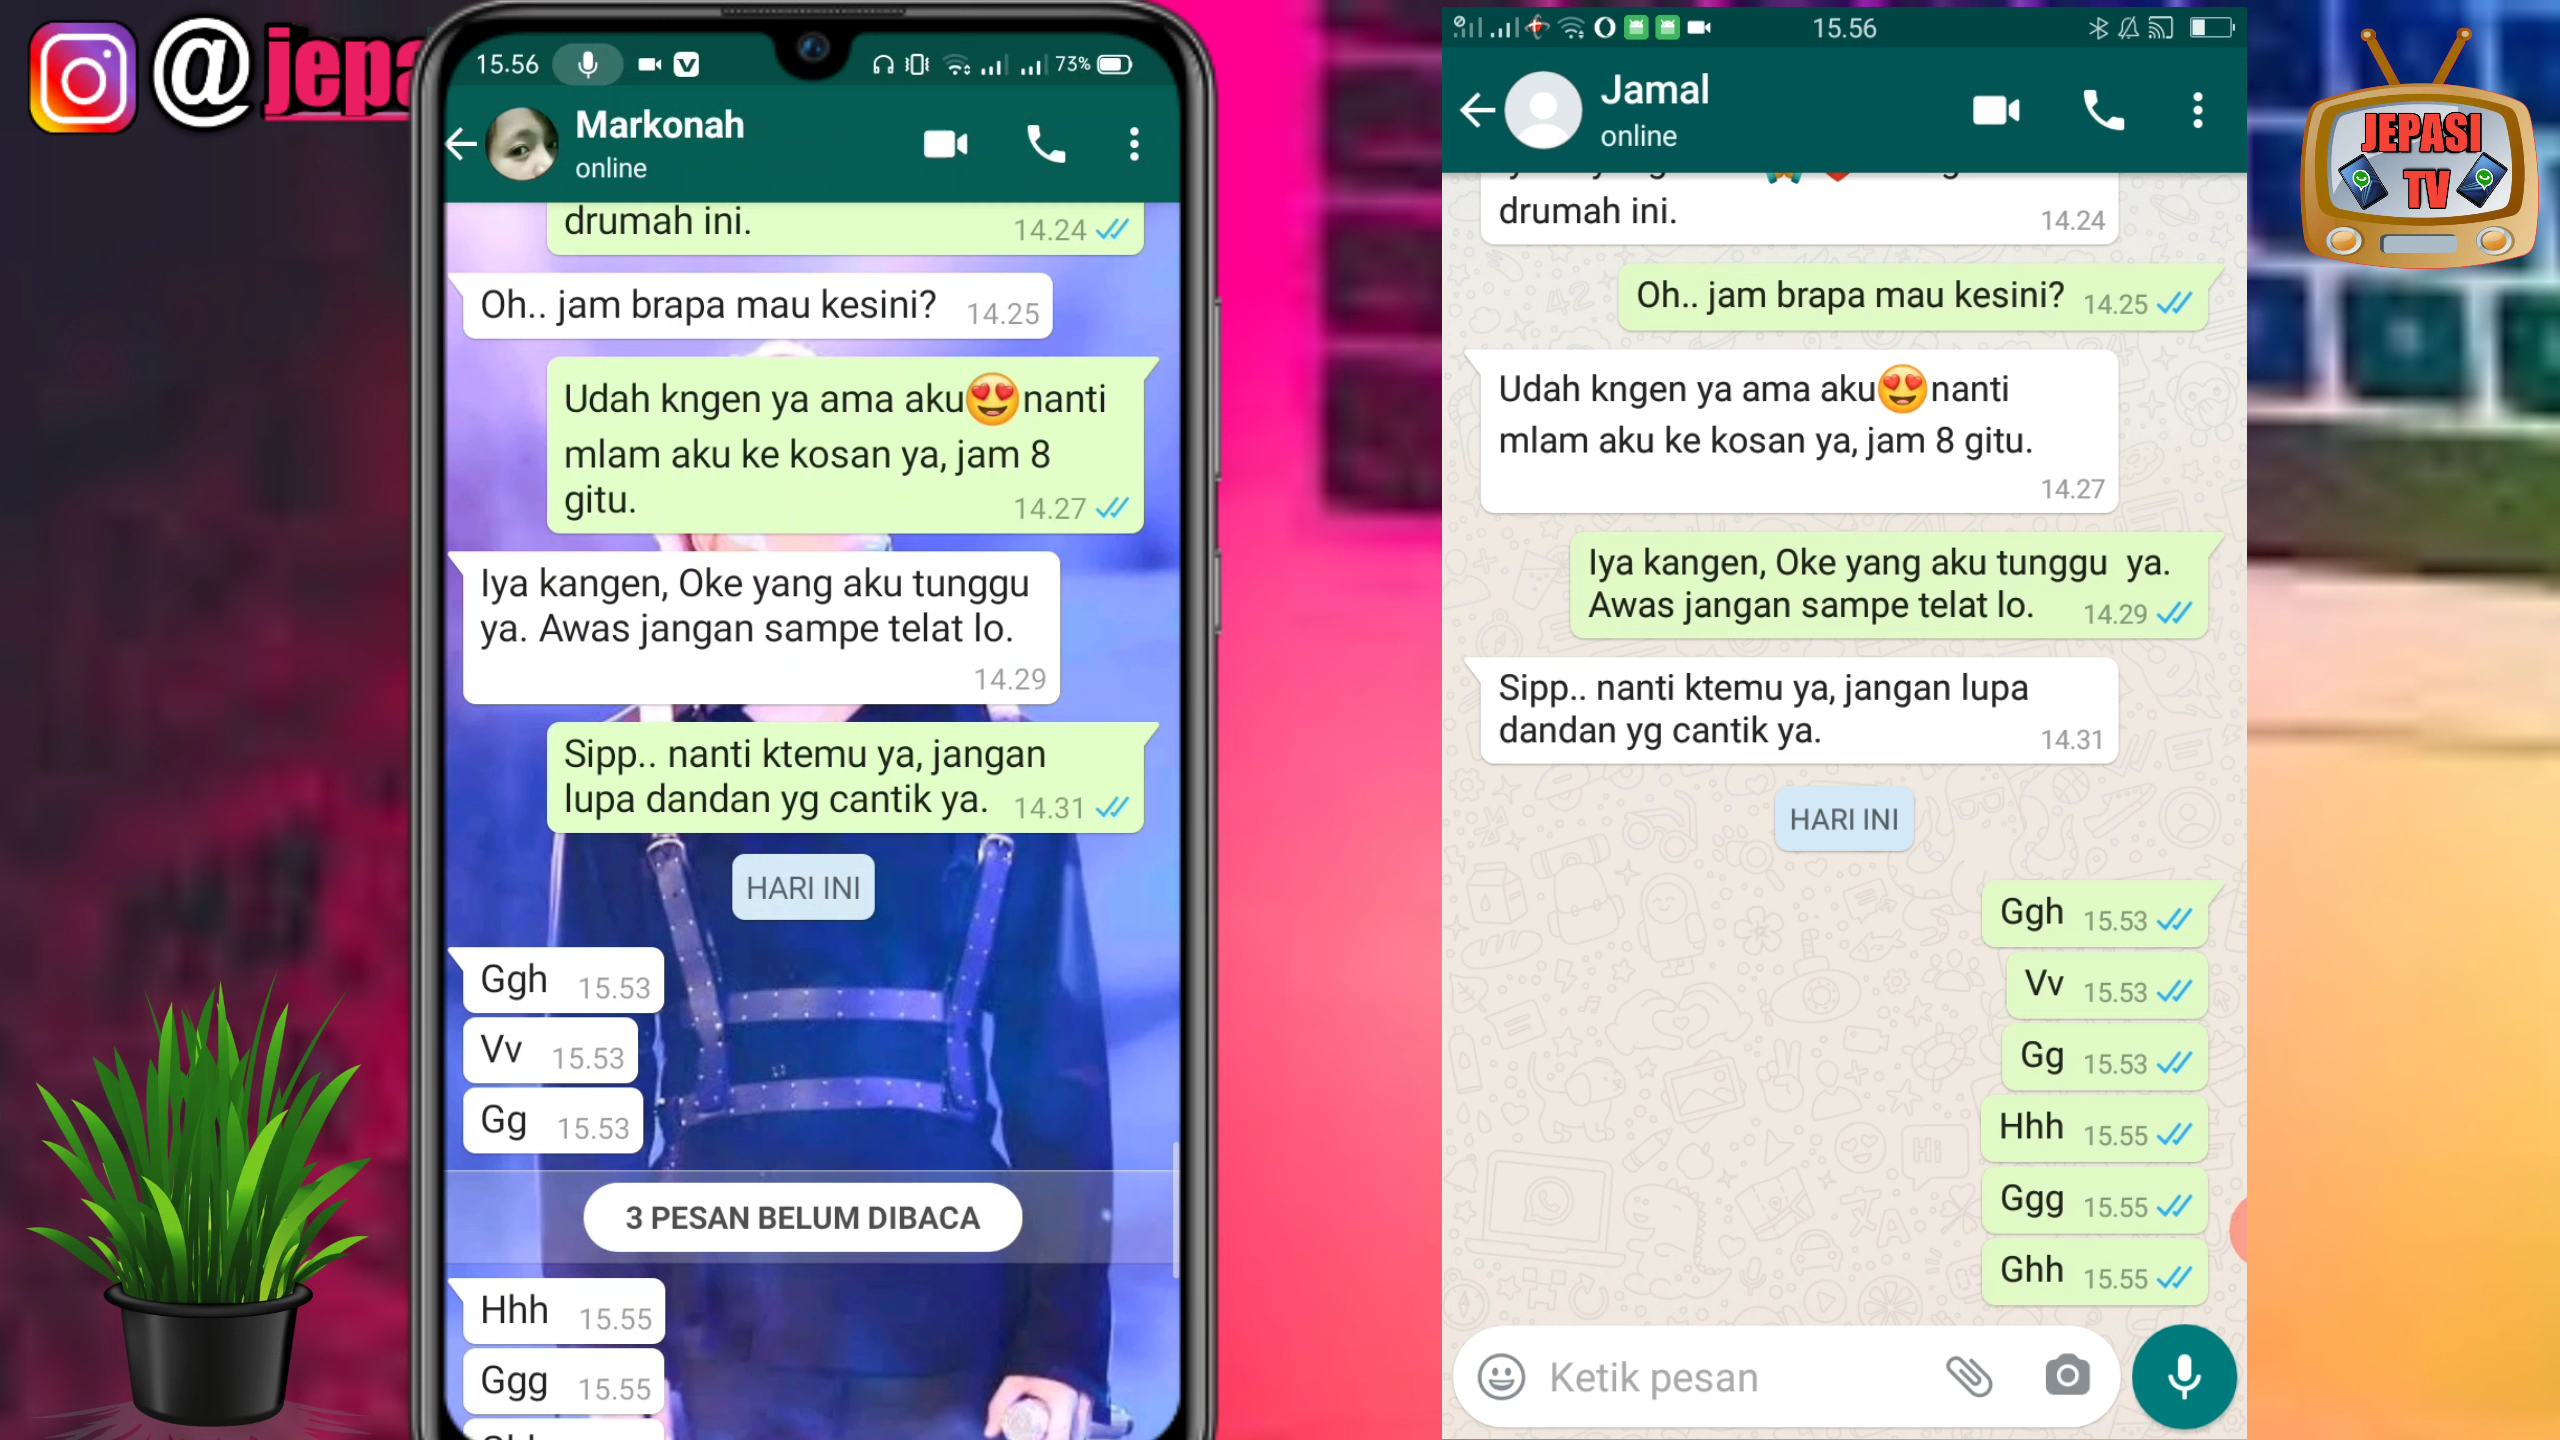 @jepa
15.56
73%
Markonah
online
drumah ini.
14.24
Oh.. jam brapa mau kesini? 14.25
Udah kngen ya ama aku😍nanti
mlam aku ke kosan ya, jam 8
gitu.
14.27
Iya kangen, Oke yang aku tunggu
ya. Awas jangan sampe telat lo.
14.29
Sipp.. nanti ktemu ya, jangan
lupa dandan yg cantik ya. 14.31
HARI INI
Ggh 15.53
Vv 15.53
Gg 15.53
3 PESAN BELUM DIBACA
Hhh 15.55
Ggg 15.55
15.56
Jamal
online
drumah ini.
14.24
Oh.. jam brapa mau kesini? 14.25
Udah kngen ya ama aku😍nanti
mlam aku ke kosan ya, jam 8 gitu.
14.27
Iya kangen, Oke yang aku tunggu ya.
Awas jangan sampe telat lo. 14.29
Sipp.. nanti ktemu ya, jangan lupa
dandan yg cantik ya. 14.31
HARI INI
Ggh 15.53
Vv 15.53
Gg 15.53
Hhh 15.55
Ggg 15.55
Ghh 15.55
Ketik pesan
JEPASI
TV